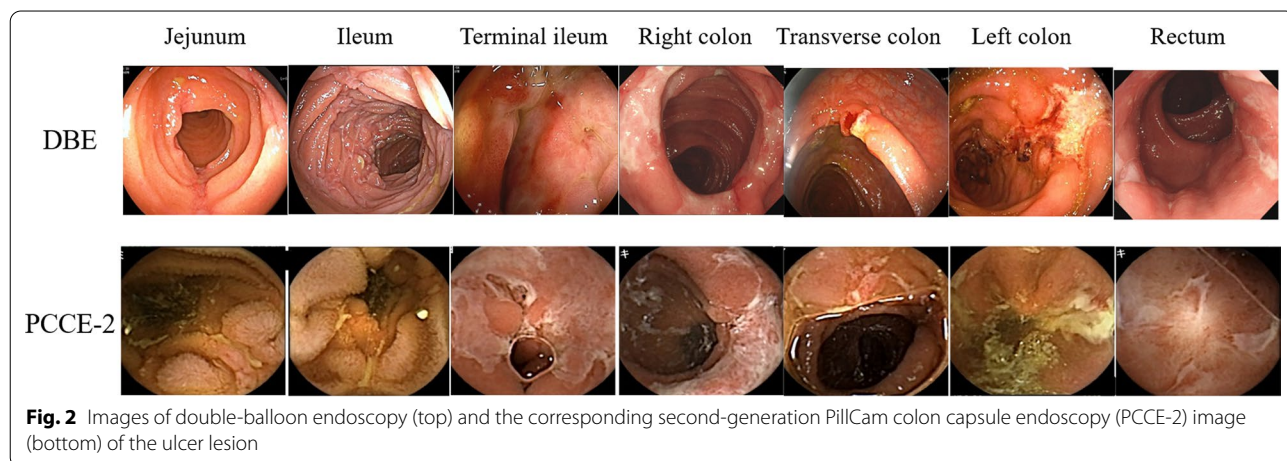 Jejunum Ileum Terminal ileum Right colon Transverse colon Left colon Rectum
DBE
PCCE-2
Fig. 2 Images of double-balloon endoscopy (top) and the corresponding second-generation PillCam colon capsule endoscopy (PCCE-2) image
(bottom) of the ulcer lesion